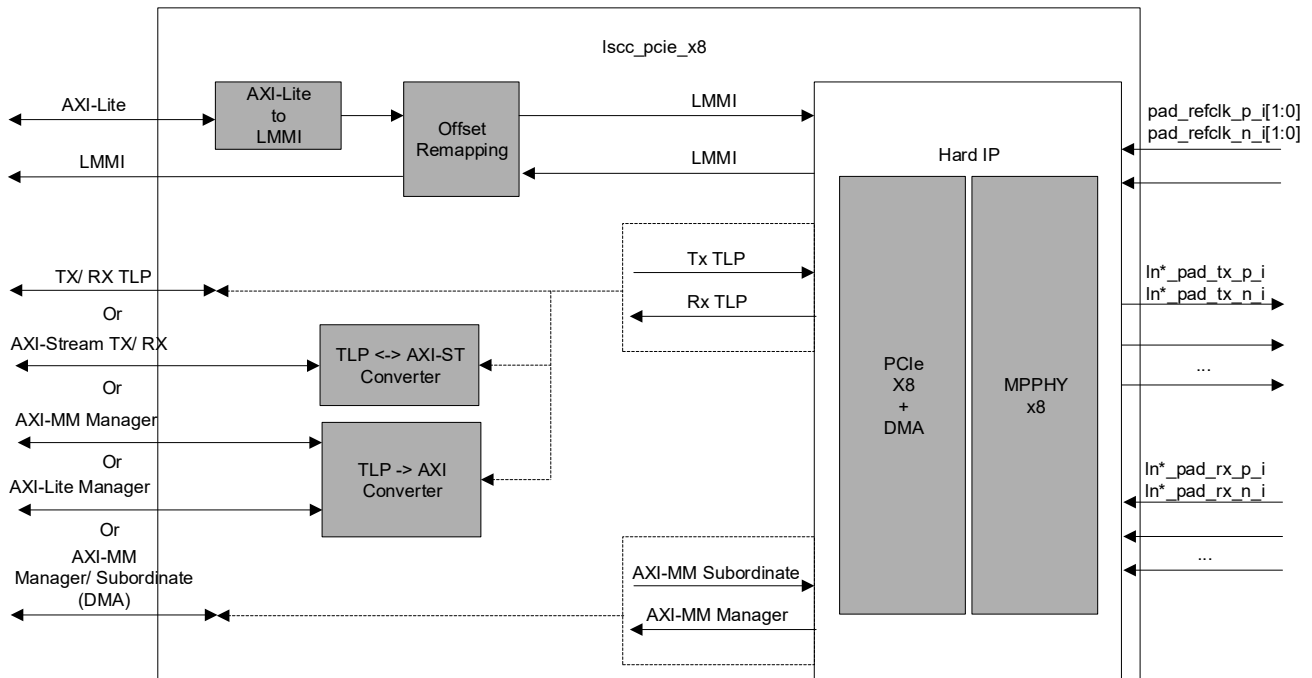 lscc_pcie_x8
AXI-Lite
AXI-Lite
to
LMMI
LMMI
Offset
Remapping
LMMI
LMMI
Hard IP
pad_refclk_p_i[1:0]
pad_refclk_n_i[1:0]
TX/ RX TLP
Or
AXI-Stream TX/ RX
Or
AXI-MM Manager
Or
AXI-Lite Manager
Or
AXI-MM
Manager/ Subordinate
(DMA)
TLP <-> AXI-ST
Converter
TLP -> AXI
Converter
Tx TLP
Rx TLP
AXI-MM Subordinate
AXI-MM Manager
PCIe
X8
+
DMA
MPPHY
x8
ln*_pad_tx_p_i
ln*_pad_tx_n_i
...
ln*_pad_rx_p_i
ln*_pad_rx_n_i
...